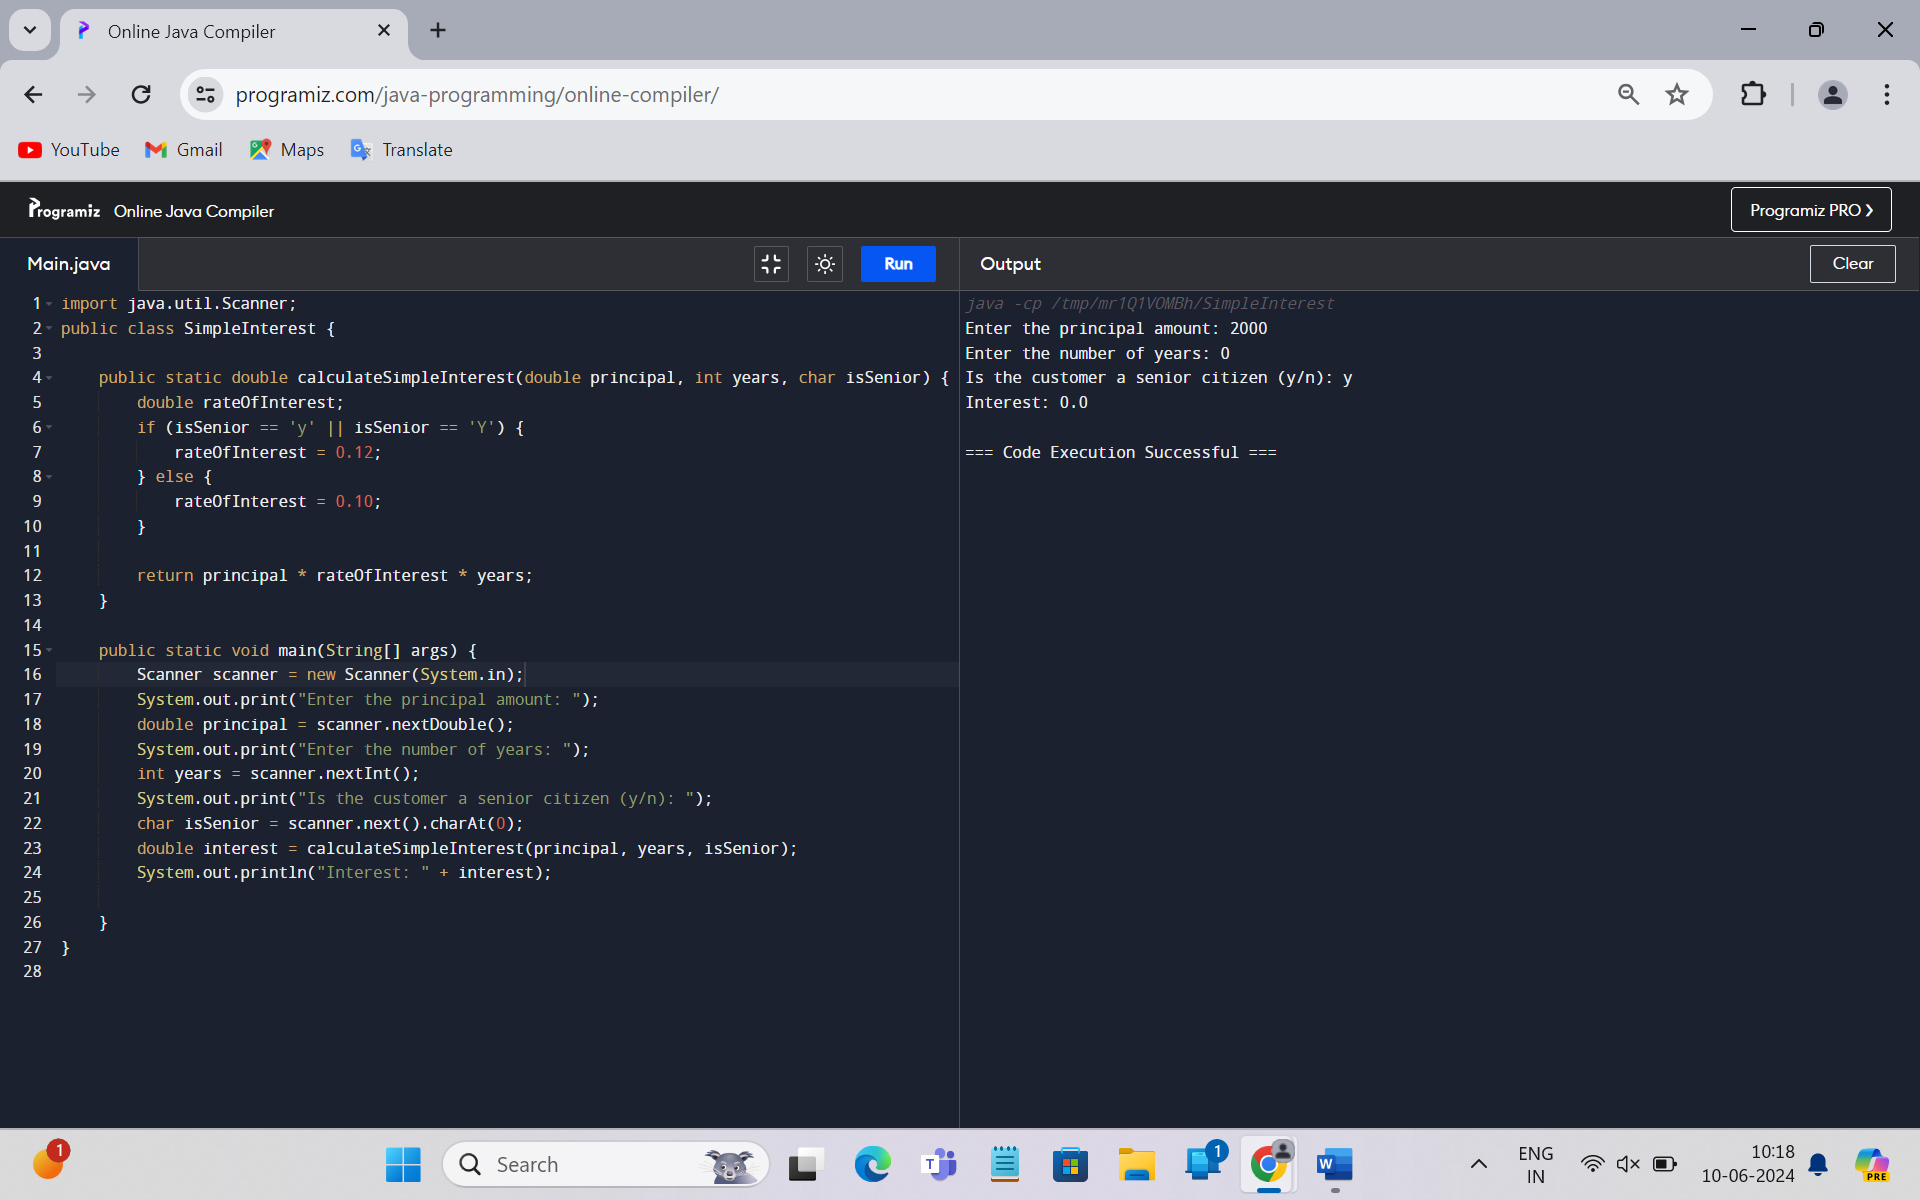 Online Java Compiler
programiz.com/java-programming/online-compiler/
YouTube Gmail Maps Translate
Programiz Online Java Compiler Programiz PRO ❯
Main.java Run Output Clear
1 import java.util.Scanner;
2 public class SimpleInterest {
3
4     public static double calculateSimpleInterest(double principal, int years, char isSenior) {
5         double rateOfInterest;
6         if (isSenior == 'y' || isSenior == 'Y') {
7             rateOfInterest = 0.12;
8         } else {
9             rateOfInterest = 0.10;
10         }
11
12         return principal * rateOfInterest * years;
13     }
14
15     public static void main(String[] args) {
16         Scanner scanner = new Scanner(System.in);
17         System.out.print("Enter the principal amount: ");
18         double principal = scanner.nextDouble();
19         System.out.print("Enter the number of years: ");
20         int years = scanner.nextInt();
21         System.out.print("Is the customer a senior citizen (y/n): ");
22         char isSenior = scanner.next().charAt(0);
23         double interest = calculateSimpleInterest(principal, years, isSenior);
24         System.out.println("Interest: " + interest);
25
26     }
27 }
28
java -cp /tmp/mr1Q1VOMBh/SimpleInterest
Enter the principal amount: 2000
Enter the number of years: 0
Is the customer a senior citizen (y/n): y
Interest: 0.0
=== Code Execution Successful ===
1
Search
T
1
W
ENG
IN
10:18
10-06-2024
PRE